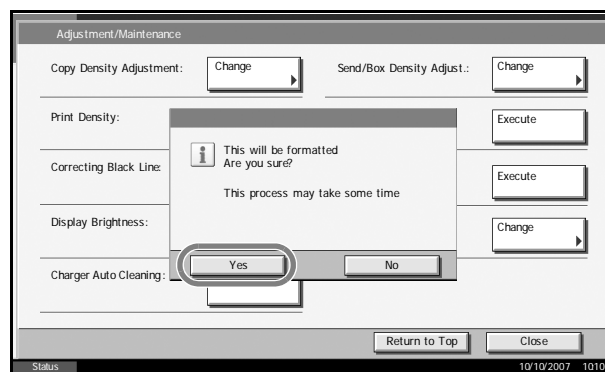 Adjustment/Maintenance
Copy Density Adjustment: Change Send/Box Density Adjust.: Change
Print Density: Execute
This will be formatted
Are you sure?
Correcting Black Line: Execute
This process may take some time
Display Brightness: Change
Yes No
Charger Auto Cleaning:
Return to Top Close
Status 10/10/2007 1010